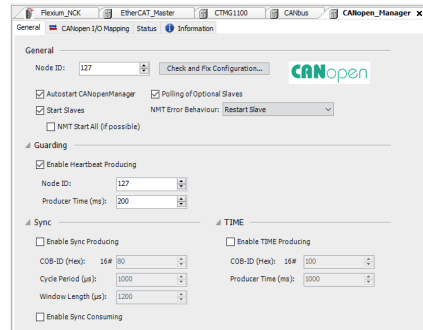 Flexium_NCK EtherCAT_Master CTMG1100 CANbus CANopen_Manager x
General CANopen I/O Mapping Status Information
General
Node ID: 127 Check and Fix Configuration... CANopen
Autostart CANopenManager Polling of Optional Slaves
Start Slaves NMT Error Behaviour: Restart Slave
NMT Start All (if possible)
Guarding
Enable Heartbeat Producing
Node ID: 127
Producer Time (ms): 200
Sync TIME
Enable Sync Producing Enable TIME Producing
COB-ID (Hex): 16# 80 COB-ID (Hex): 16# 100
Cycle Period (µs): 1000 Producer Time (ms): 1000
Window Length (µs): 1200
Enable Sync Consuming